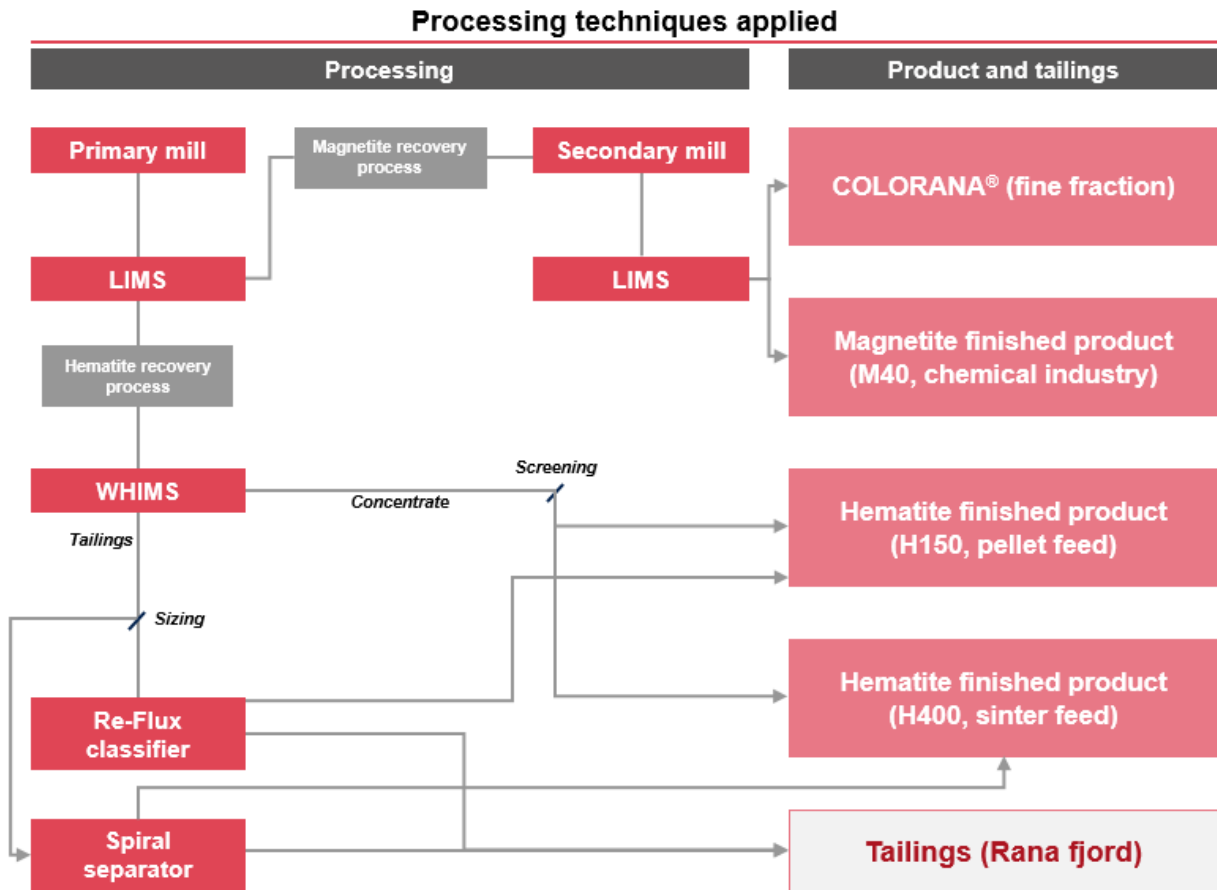 Processing techniques applied
Processing
Product and tailings
Primary mill
Magnetite recovery
process
Secondary mill
COLORANA® (fine fraction)
LIMS
LIMS
Magnetite finished product
(M40, chemical industry)
Hematite recovery
process
WHIMS
Concentrate
Screening
Hematite finished product
(H150, pellet feed)
Tailings
Sizing
Re-Flux
classifier
Hematite finished product
(H400, sinter feed)
Spiral
separator
Tailings (Rana fjord)